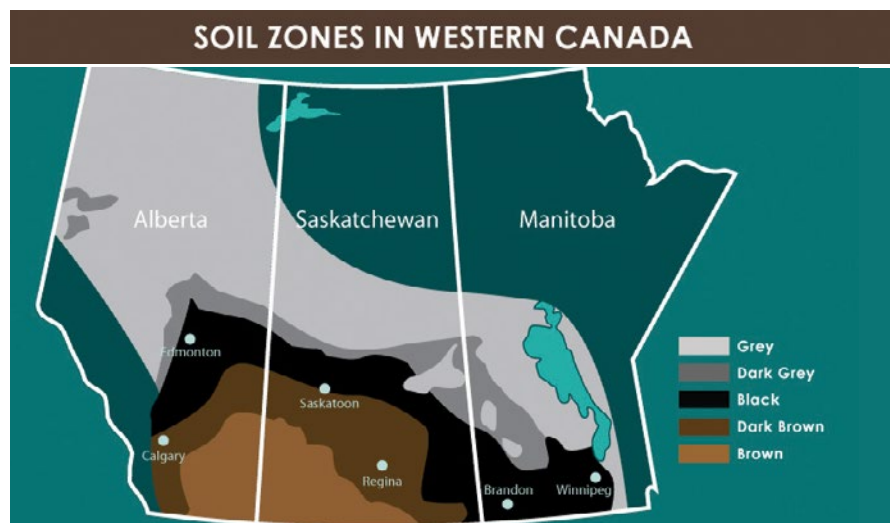 SOIL ZONES IN WESTERN CANADA
Alberta
Saskatchewan
Manitoba
Edmonton
Saskatoon
Calgary
Regina
Brandon
Winnipeg
Grey
Dark Grey
Black
Dark Brown
Brown